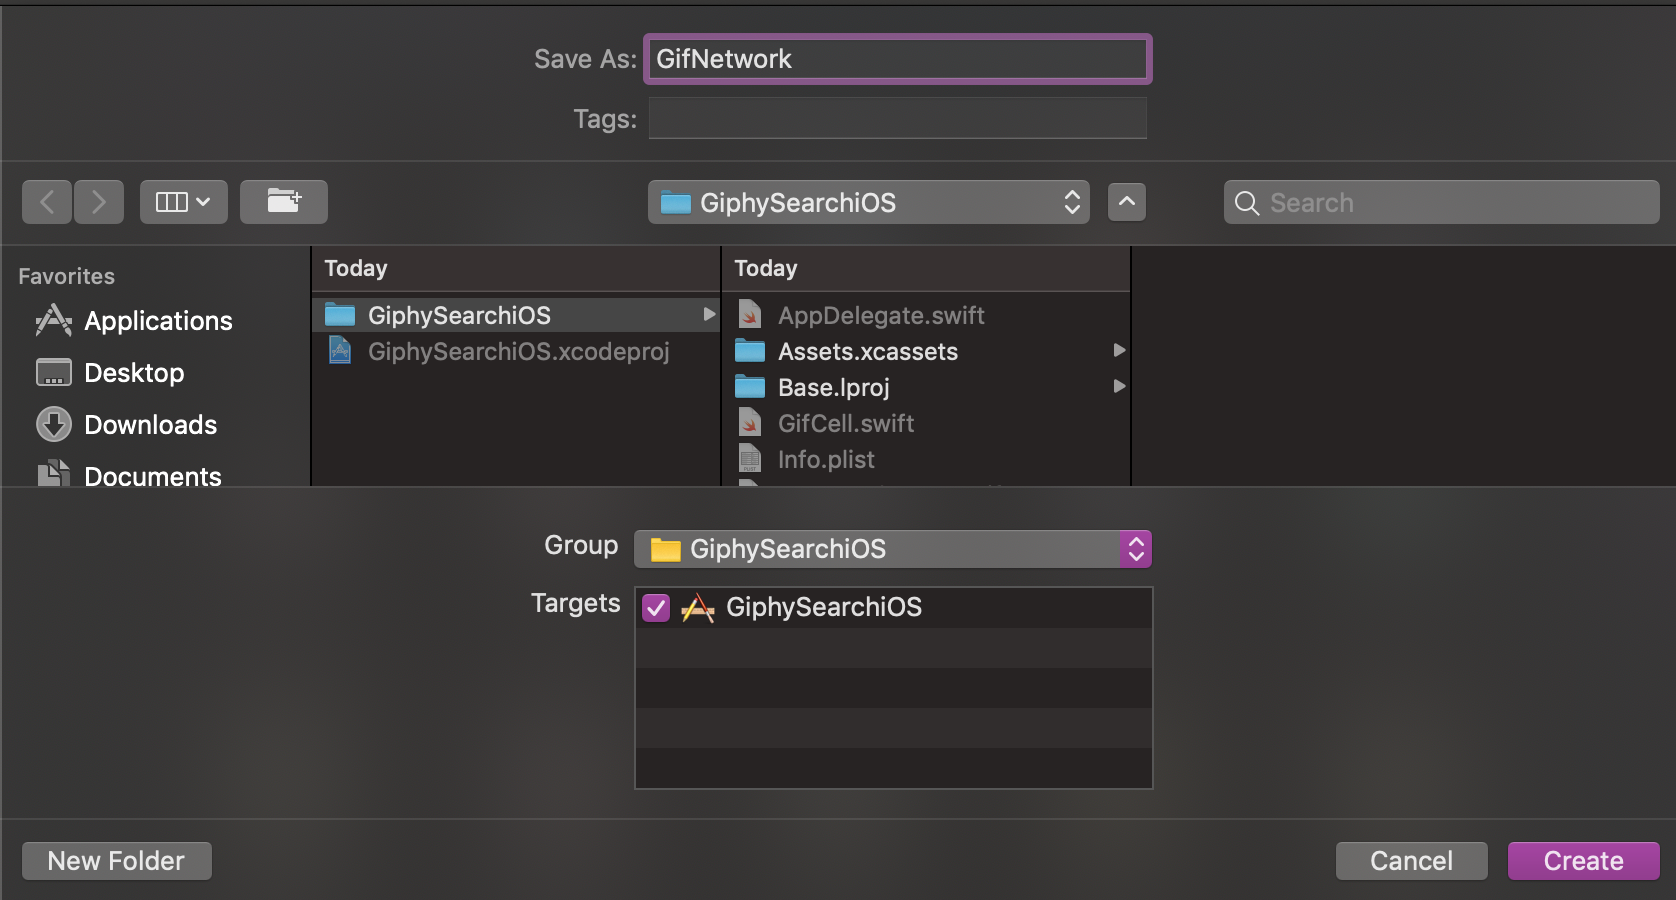 Save As: GifNetwork
Tags:
GiphySearchiOS
Search
Favorites
Applications
Desktop
Downloads
Documents
Today
GiphySearchiOS
GiphySearchiOS.xcodeproj
Today
AppDelegate.swift
Assets.xcassets
Base.lproj
GifCell.swift
Info.plist
Group GiphySearchiOS
Targets GiphySearchiOS
New Folder
Cancel
Create